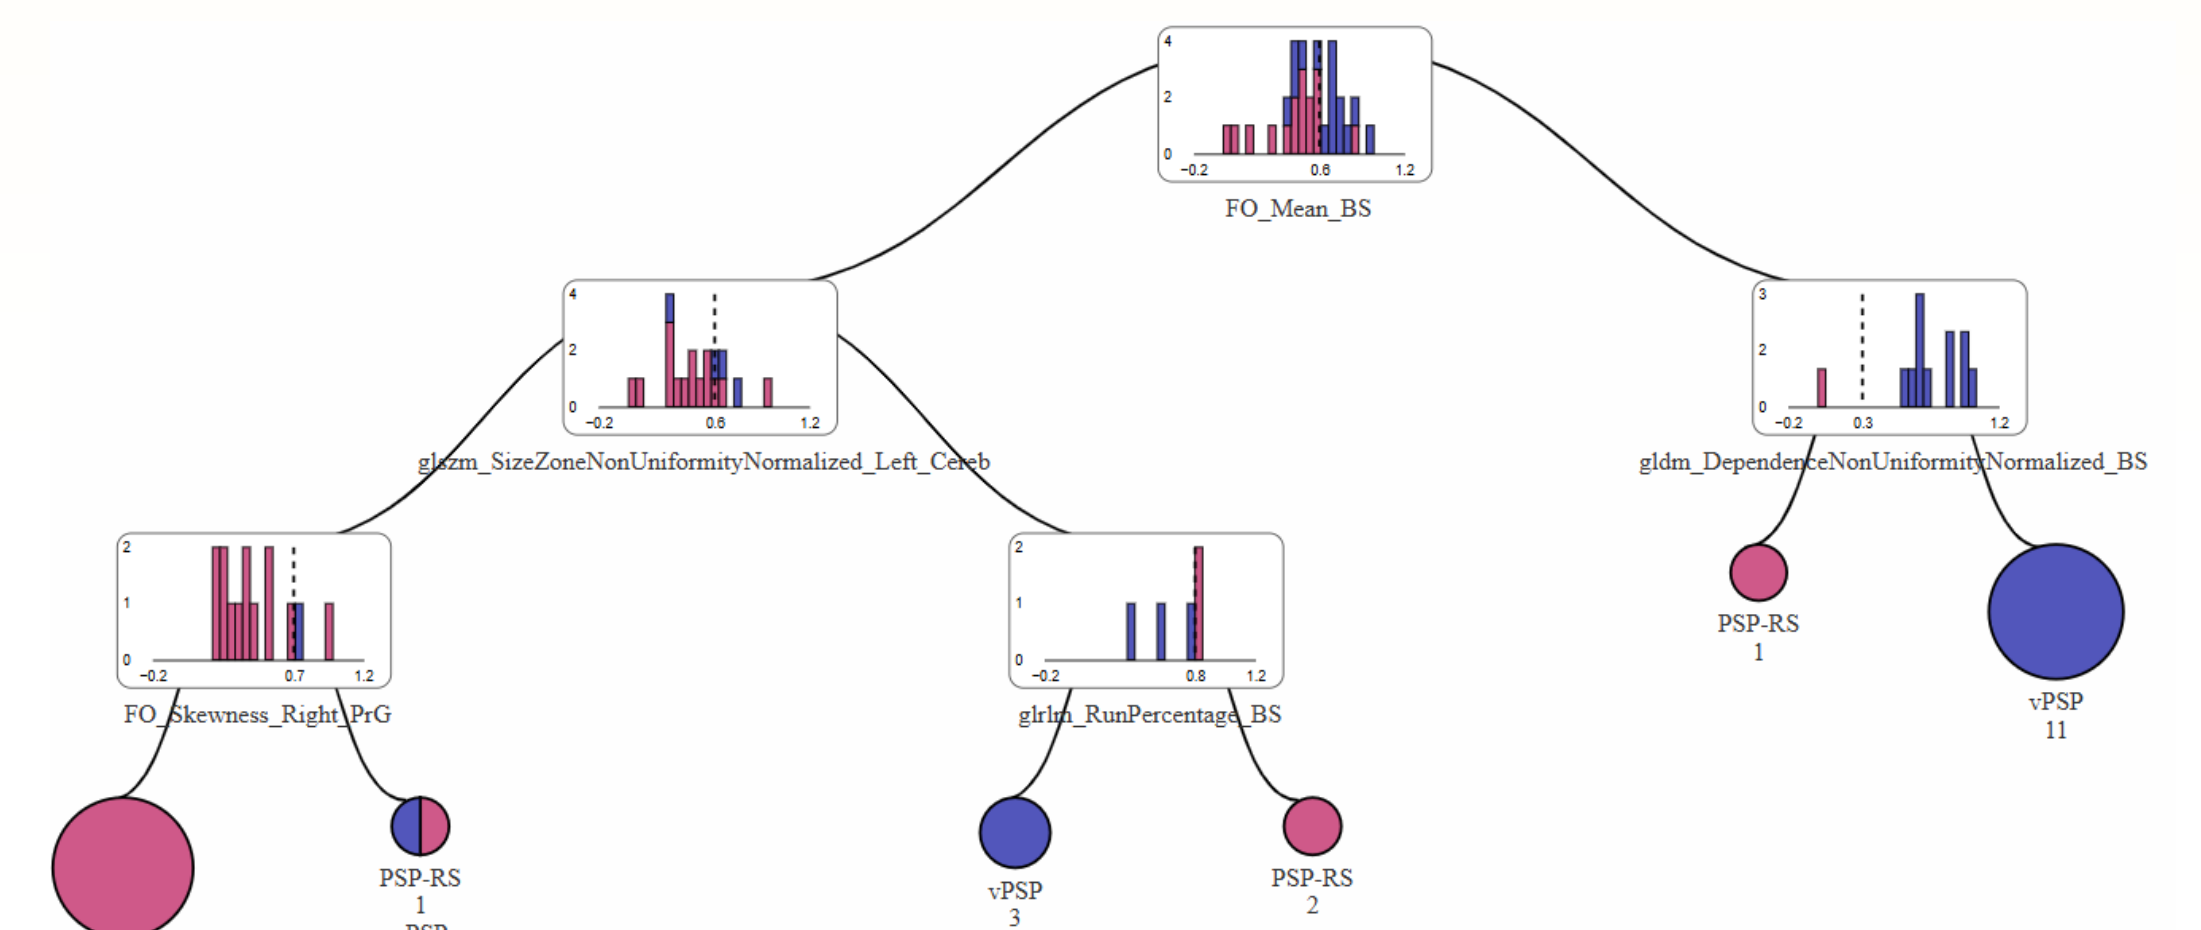 4
2
0
−0.2 0.6 1.2
FO_Mean_BS
4
2
0
−0.2 0.6 1.2
glszm_SizeZoneNonUniformityNormalized_Left_Cereb
3
2
0
−0.2 0.3 1.2
gldm_DependenceNonUniformityNormalized_BS
2
1
0
−0.2 0.7 1.2
FO_Skewness_Right_PrG
2
1
0
−0.2 0.8 1.2
glrlm_RunPercentage_BS
PSP-RS
1
vPSP
11
PSP-RS
1
vPSP
3
PSP-RS
2